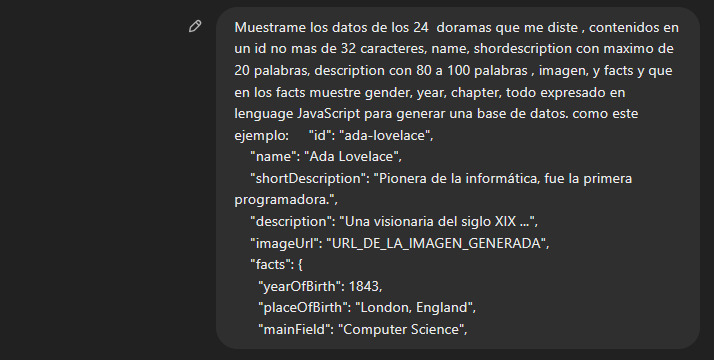 Muestrame los datos de los 24  doramas que me diste , contenidos en
un id no mas de 32 caracteres, name, shordescription con maximo de
20 palabras, description con 80 a 100 palabras , imagen, y facts y que
en los facts muestre gender, year, chapter, todo expresado en
lenguage JavaScript para generar una base de datos. como este
ejemplo:     "id": "ada-lovelace",
"name": "Ada Lovelace",
"shortDescription": "Pionera de la informática, fue la primera
programadora.",
"description": "Una visionaria del siglo XIX ...",
"imageUrl": "URL_DE_LA_IMAGEN_GENERADA",
"facts": {
"yearOfBirth": 1843,
"placeOfBirth": "London, England",
"mainField": "Computer Science",